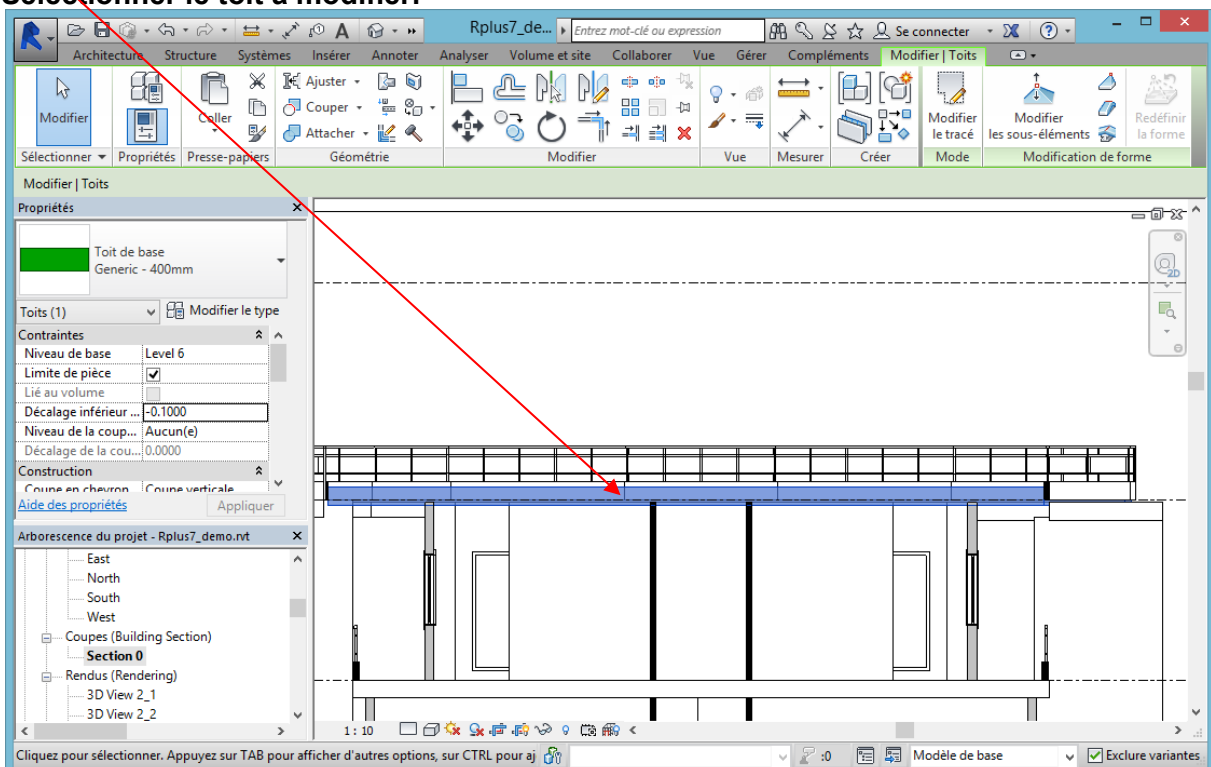 Sélectionner le toit à modifier.
Rplus7_de...
Entrez mot-clé ou expression
Se connecter
Architecture Structure Systèmes Insérer Annoter Analyser Volume et site Collaborer Vue Gérer Compléments Modifier | Toits
Modifier
Coller
Ajuster
Couper
Attacher
Modifier
le tracé
Modifier
les sous-éléments
Redéfinir
la forme
Sélectionner Propriétés Presse-papiers Géométrie Modifier Vue Mesurer Créer Mode Modification de forme
Modifier | Toits
Propriétés
Toit de base
Generic - 400mm
Toits (1) Modifier le type
Contraintes
Niveau de base Level 6
Limite de pièce
Lié au volume
Décalage inférieur ... -0.1000
Niveau de la coup... Aucun(e)
Décalage de la cou... 0.0000
Construction
Coupe en chevron Coupe verticale
Aide des propriétés Appliquer
Arborescence du projet - Rplus7_demo.rvt
East
North
South
West
Coupes (Building Section)
Section 0
Rendus (Rendering)
3D View 2_1
3D View 2_2
2D
1 : 10
Cliquez pour sélectionner. Appuyez sur TAB pour afficher d'autres options, sur CTRL pour aj :0 Modèle de base Exclure variantes